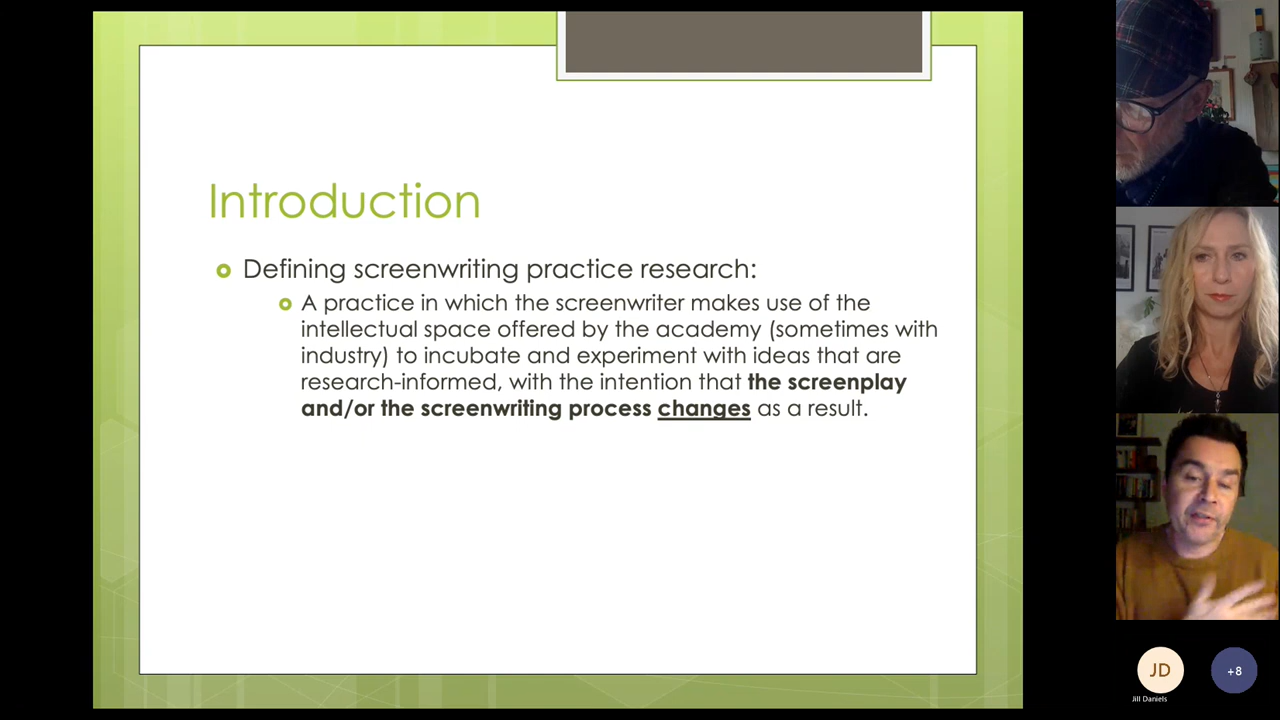 Introduction
Defining screenwriting practice research:
A practice in which the screenwriter makes use of the
intellectual space offered by the academy (sometimes with
industry) to incubate and experiment with ideas that are
research-informed, with the intention that the screenplay
and/or the screenwriting process changes as a result.
JD
+8
Jill Daniels